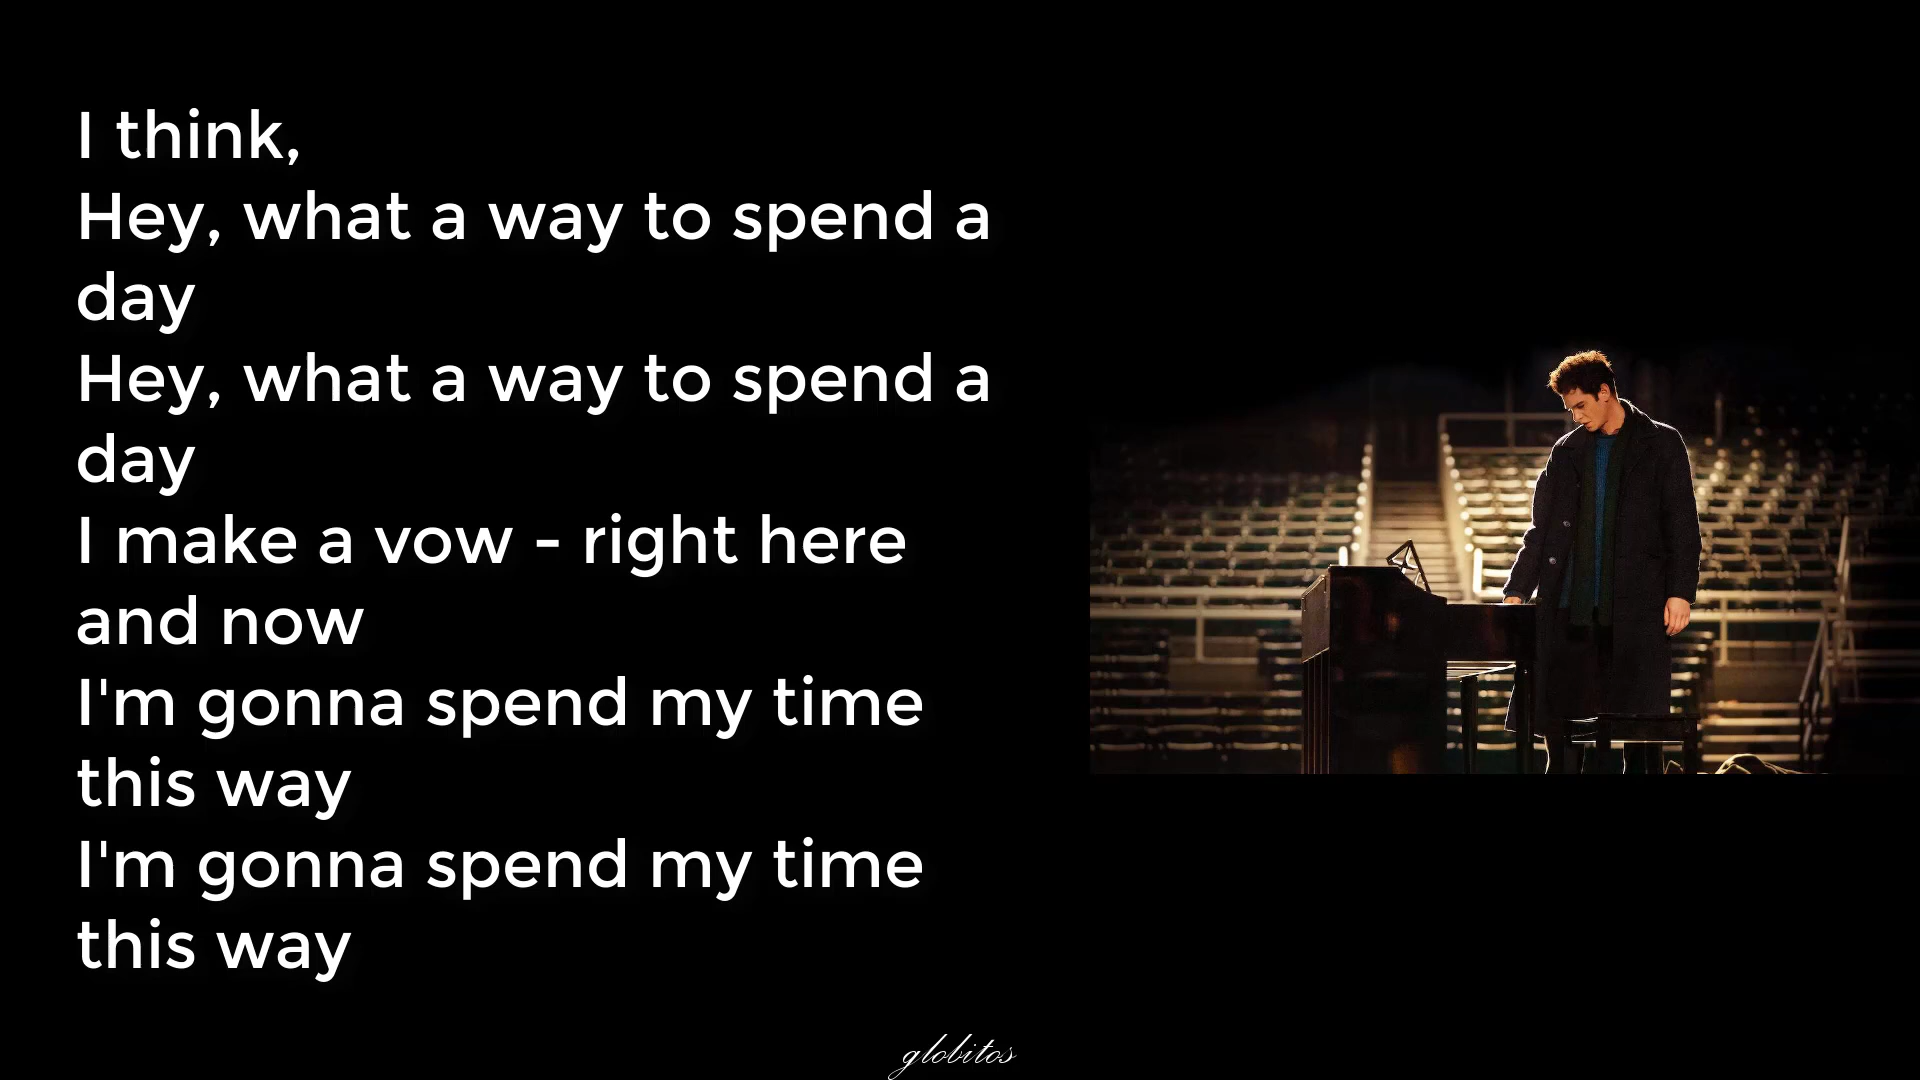 I think,
Hey, what a way to spend a
day
Hey, what a way to spend a
day
I make a vow - right here
and now
I'm gonna spend my time
this way
I'm gonna spend my time
this way
globitos